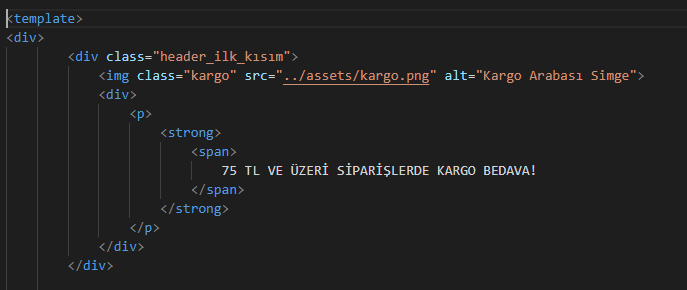 <template>
<div>
<div class="header_ilk_kısım">
<img class="kargo" src="../assets/kargo.png" alt="Kargo Arabası Simge">
<div>
<p>
<strong>
<span>
75 TL VE ÜZERİ SİPARİŞLERDE KARGO BEDAVA!
</span>
</strong>
</p>
</div>
</div>